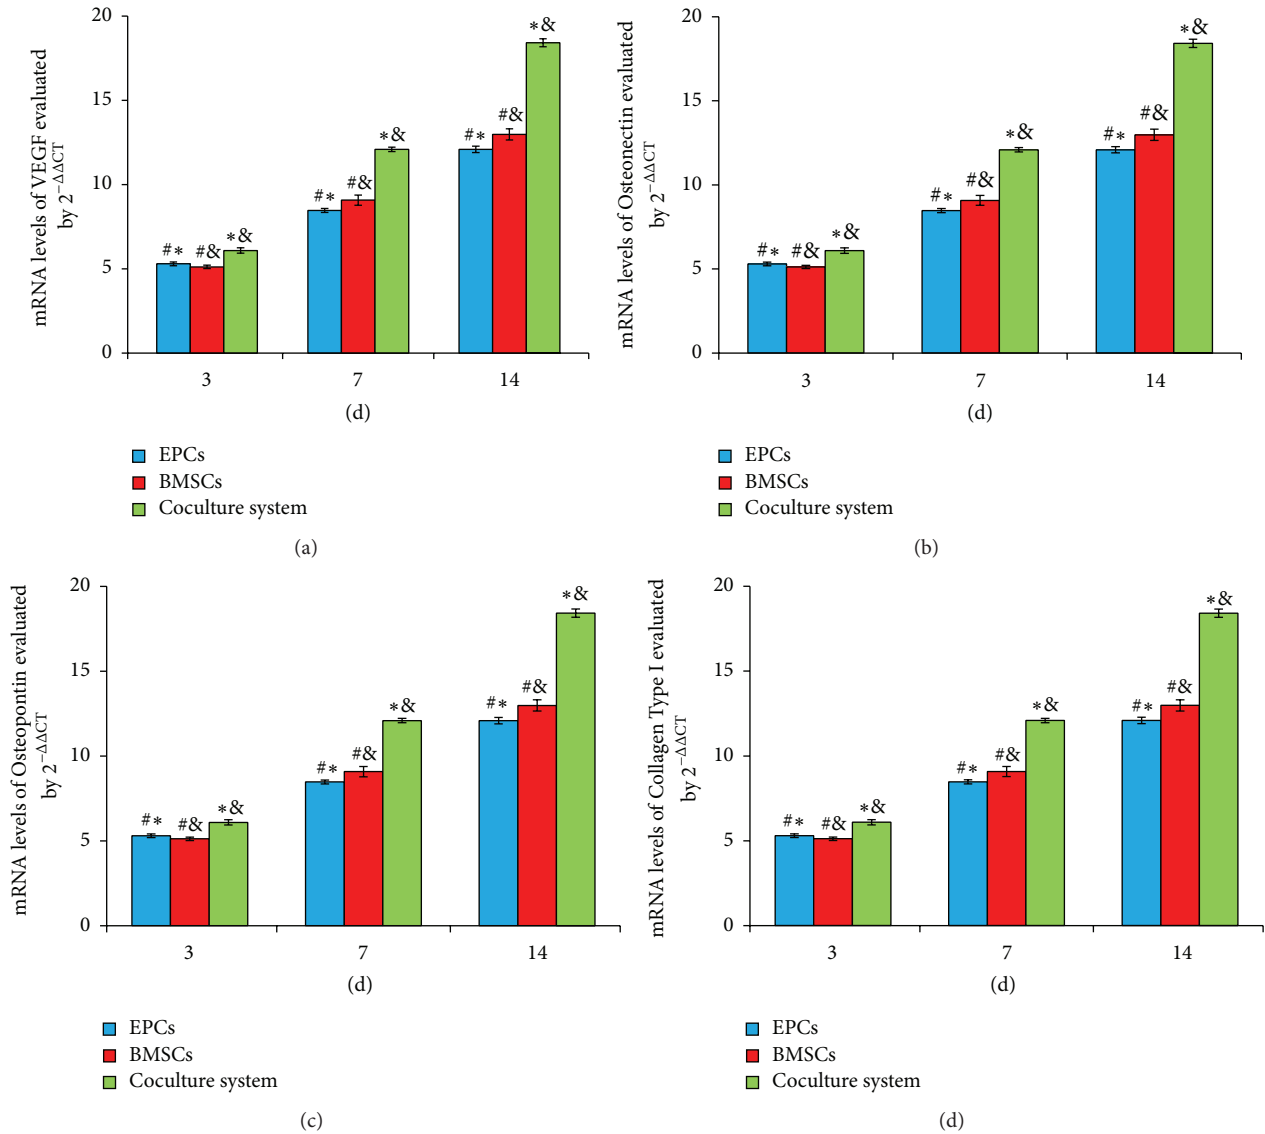 mRNA levels of VEGF evaluated
by 2−ΔΔCT
20
15
10
5
0
#* #& *&
#* #& *&
#* #& *&
3 7 14
(d)
EPCs
BMSCs
Coculture system
(a)
mRNA levels of Osteonectin evaluated
by 2−ΔΔCT
20
15
10
5
0
#* #& *&
#* #& *&
#* #& *&
3 7 14
(d)
EPCs
BMSCs
Coculture system
(b)
mRNA levels of Osteopontin evaluated
by 2−ΔΔCT
20
15
10
5
0
#* #& *&
#* #& *&
#* #& *&
3 7 14
(d)
EPCs
BMSCs
Coculture system
(c)
mRNA levels of Collagen Type I evaluated
by 2−ΔΔCT
20
15
10
5
0
#* #& *&
#* #& *&
#* #& *&
3 7 14
(d)
EPCs
BMSCs
Coculture system
(d)